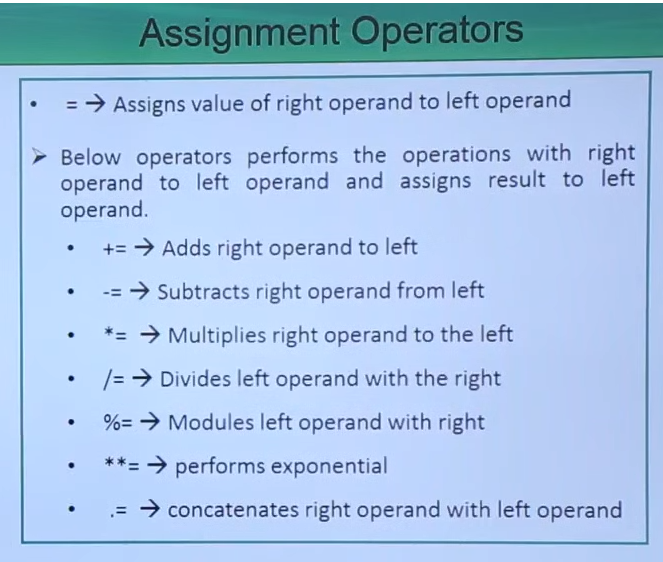 Assignment Operators
• = → Assigns value of right operand to left operand
➤ Below operators performs the operations with right
operand to left operand and assigns result to left
operand.
• += → Adds right operand to left
• -= → Subtracts right operand from left
• *= → Multiplies right operand to the left
• /= → Divides left operand with the right
• %= → Modules left operand with right
• **= → performs exponential
• .= → concatenates right operand with left operand